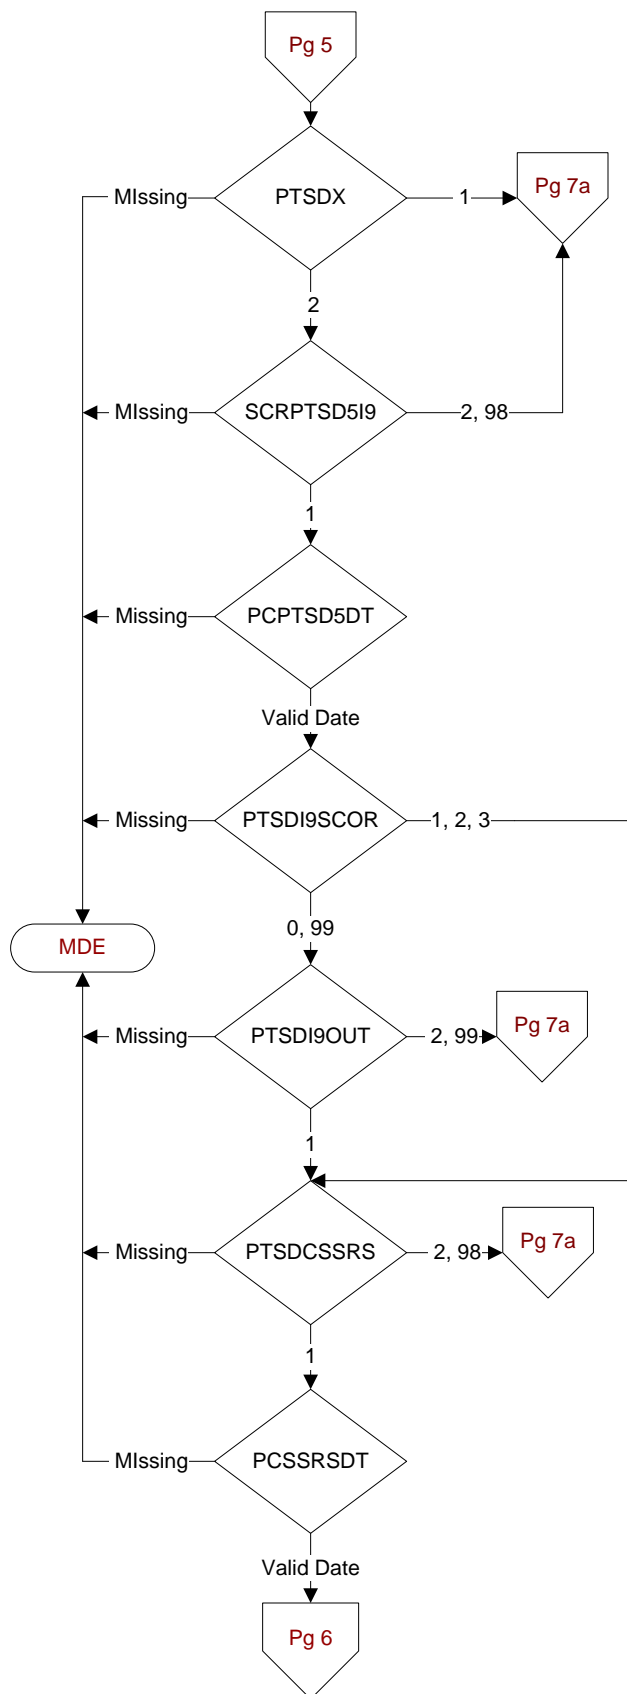 Pg 5
PTSDX
MIssing
1
Pg 7a
2
SCRPTSD5I9
MIssing
2, 98
1
PCPTSD5DT
Missing
Valid Date
PTSDI9SCOR
Missing
1, 2, 3
0, 99
MDE
PTSDI9OUT
Missing
2, 99
Pg 7a
1
PTSDCSSRS
Missing
2, 98
Pg 7a
1
PCSSRSDT
MIssing
Valid Date
Pg 6